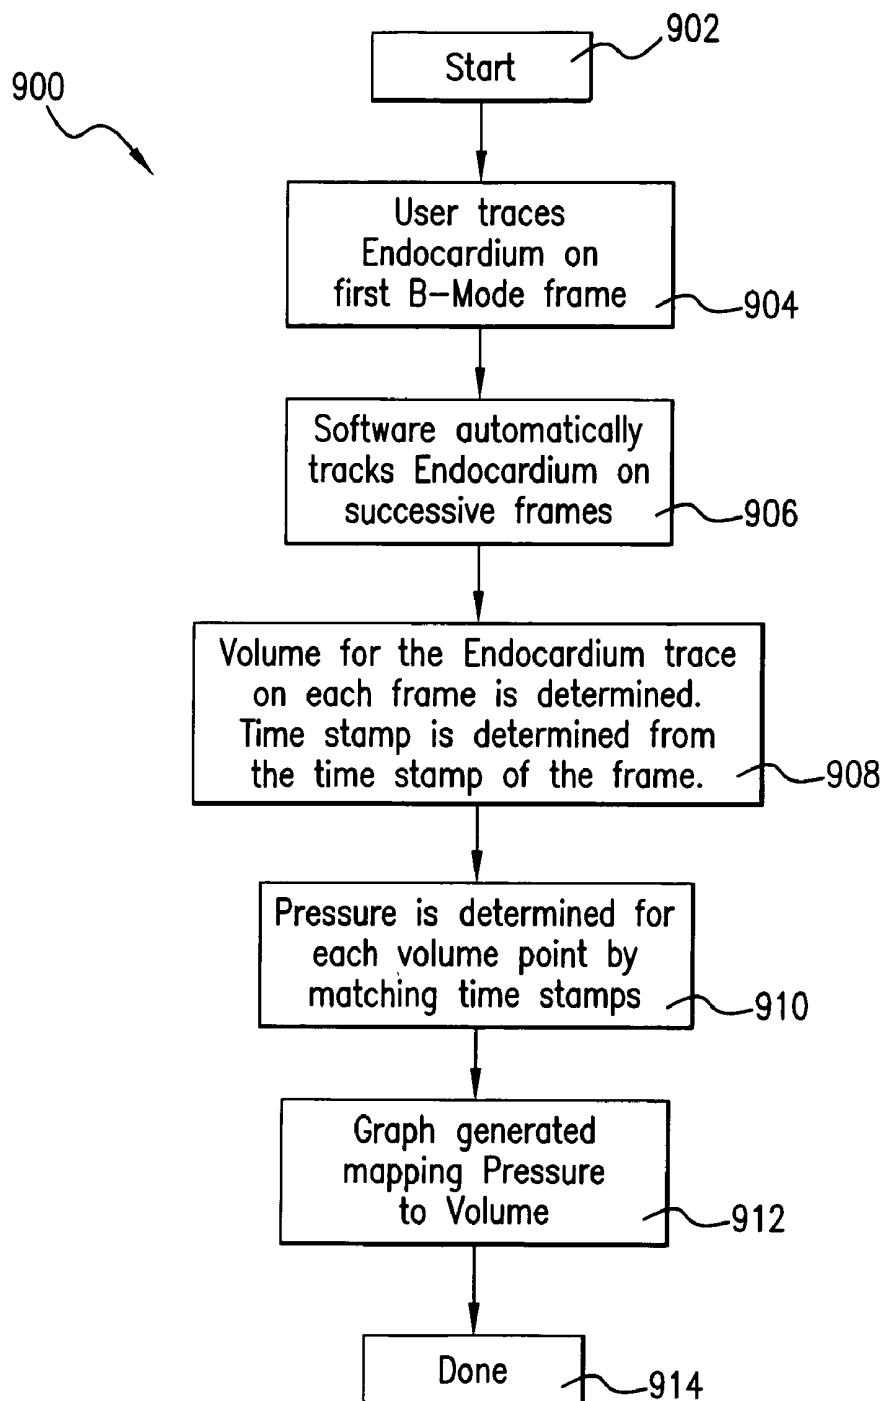 902
Start
900
User traces
Endocardium on
first B-Mode frame
904
Software automatically
tracks Endocardium on
successive frames
906
Volume for the Endocardium trace
on each frame is determined.
Time stamp is determined from
the time stamp of the frame.
908
Pressure is determined for
each volume point by
matching time stamps
910
Graph generated
mapping Pressure
to Volume
912
Done
914